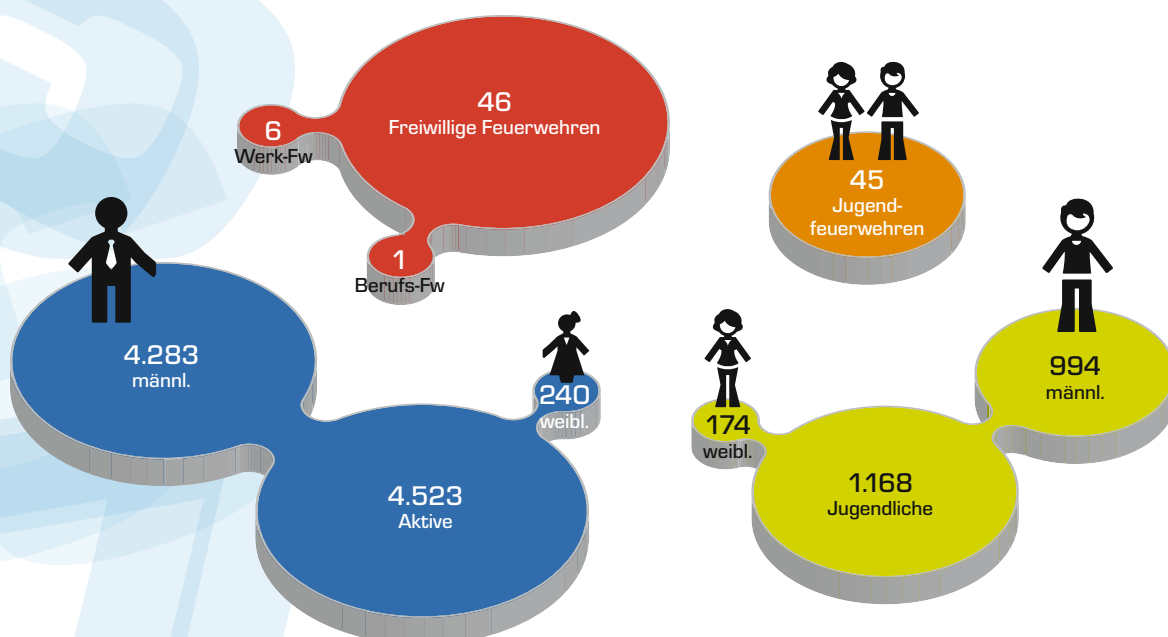 46
Freiwillige Feuerwehren
6
Werk-Fw
1
Berufs-Fw
45
Jugend-
feuerwehren
4.283
männl.
240
weibl.
4.523
Aktive
174
weibl.
994
männl.
1.168
Jugendliche